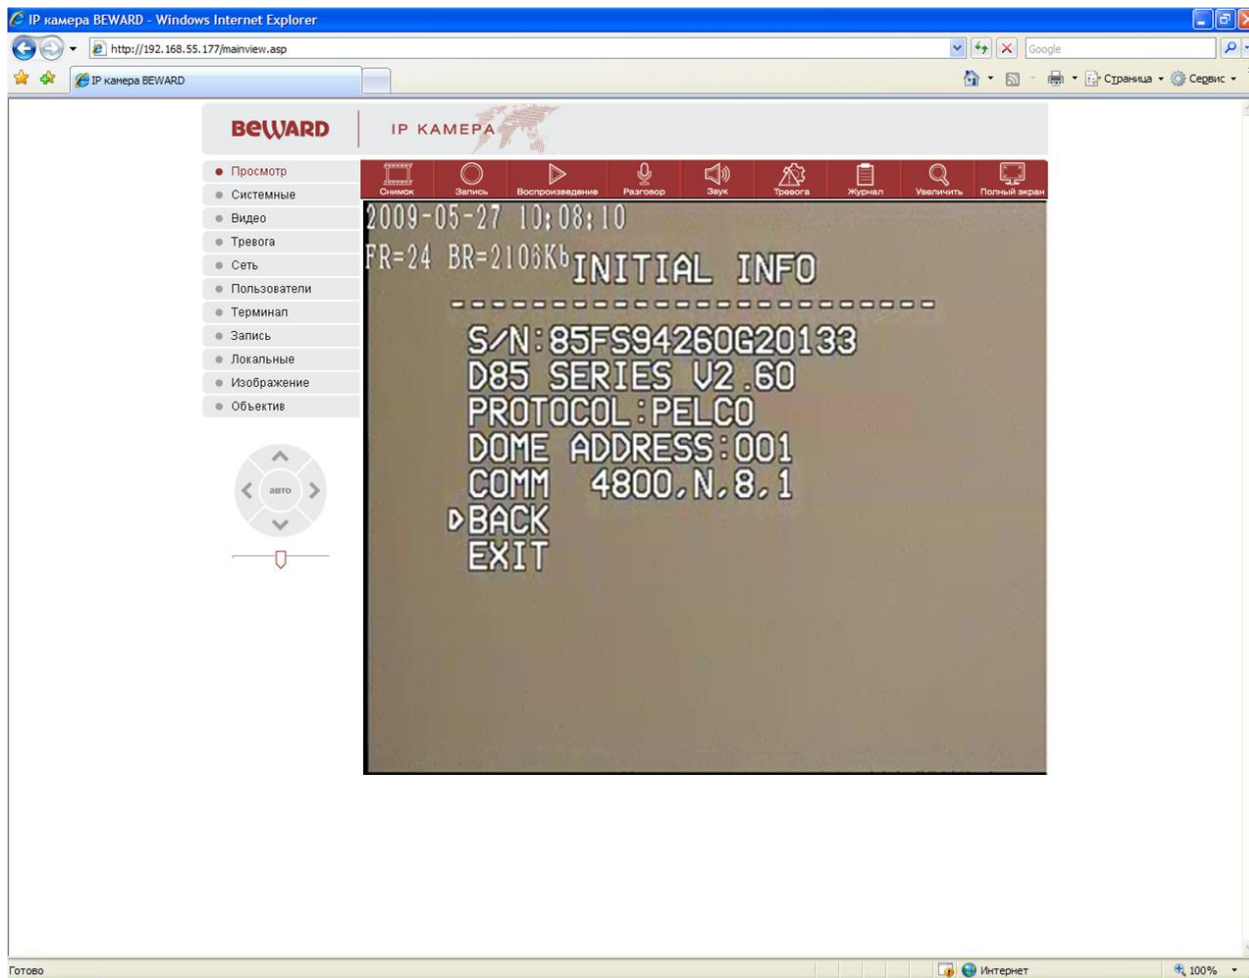 IP камера BEWARD - Windows Internet Explorer
http://192.168.55.177/mainview.asp
Google
IP камера BEWARD
Страница
Сервис
BEWARD
IP КАМЕРА
Просмотр
Системные
Видео
Тревога
Сеть
Пользователи
Терминал
Запись
Локальные
Изображение
Объектив
авто
Снимок
Запись
Воспроизведение
Разговор
Звук
Тревога
Журнал
Увеличить
Полный экран
2009-05-27 10:08:10
FR=24 BR=2106Kb
INITIAL INFO
-------------------------
S/N:85FS94260G20133
D85 SERIES V2.60
PROTOCOL:PELCO
DOME ADDRESS:001
COMM 4800,N,8,1
BACK
EXIT
Готово
Интернет
100%